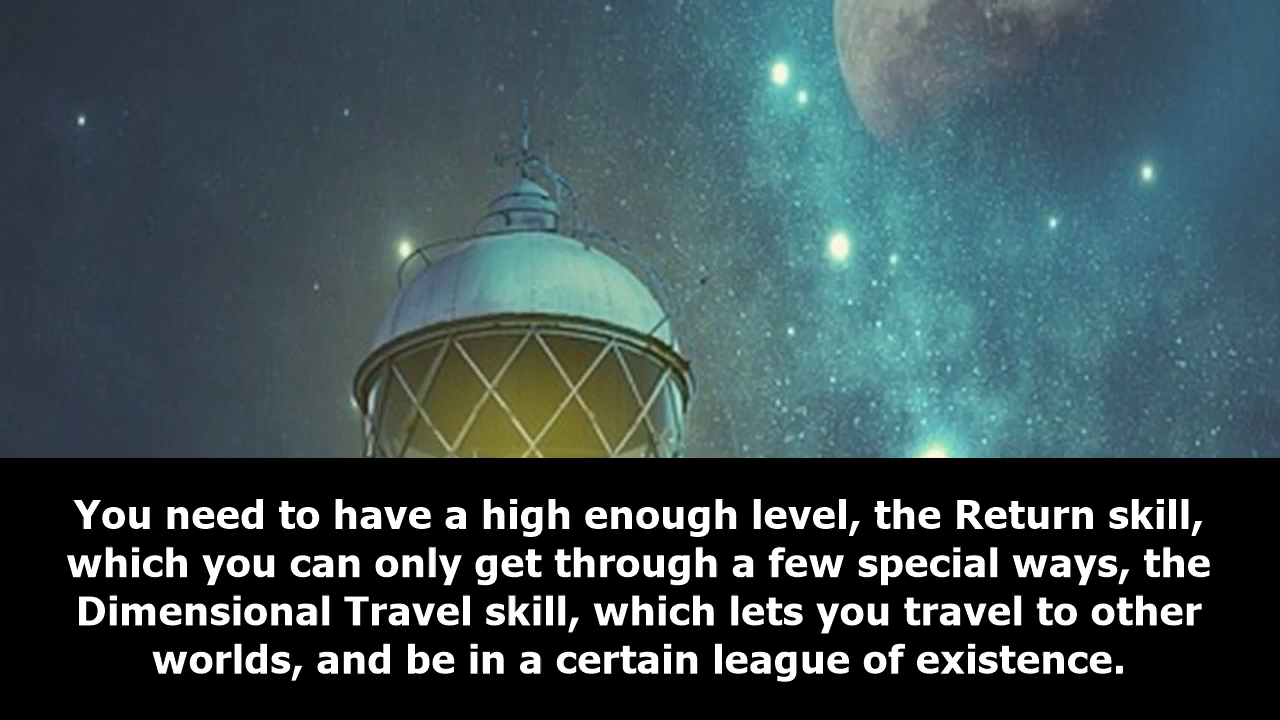 You need to have a high enough level, the Return skill,
which you can only get through a few special ways, the
Dimensional Travel skill, which lets you travel to other
worlds, and be in a certain league of existence.